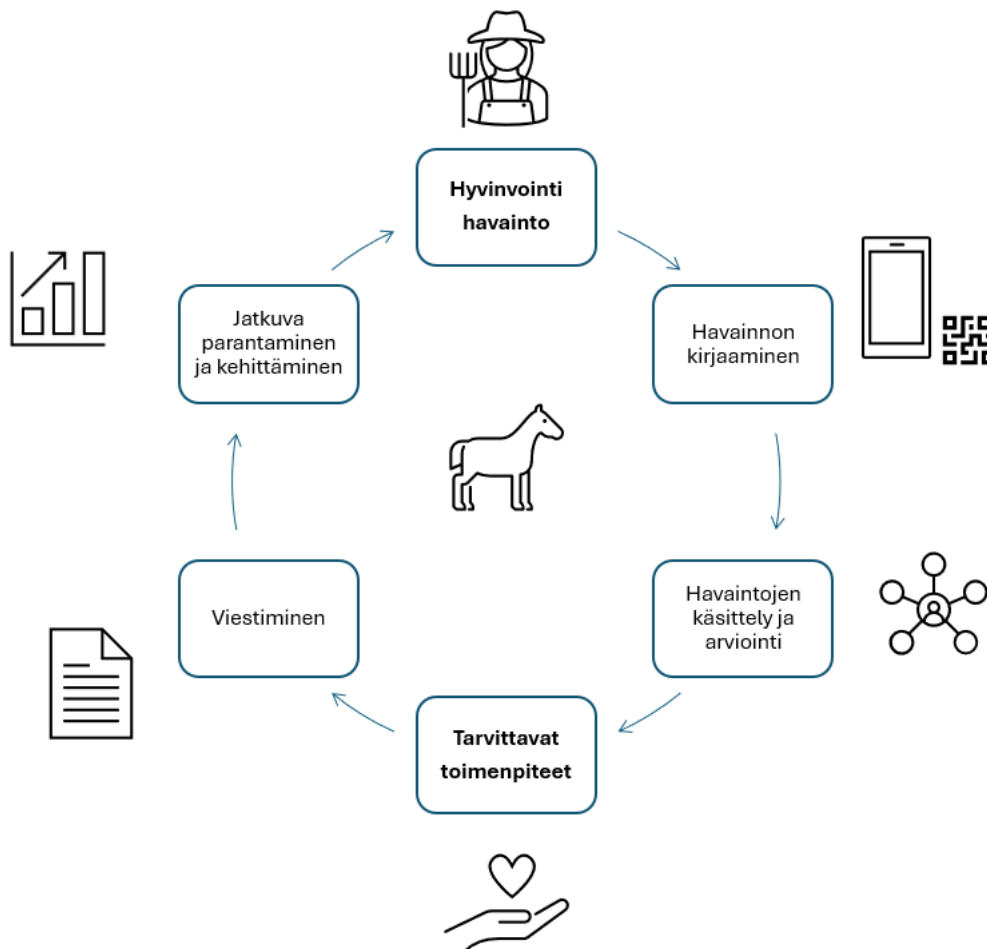 Hyvinvointi
havainto
Havainnon
kirjaaminen
Havaintojen
käsittely ja
arviointi
Tarvittavat
toimenpiteet
Viestiminen
Jatkuva
parantaminen
ja kehittäminen